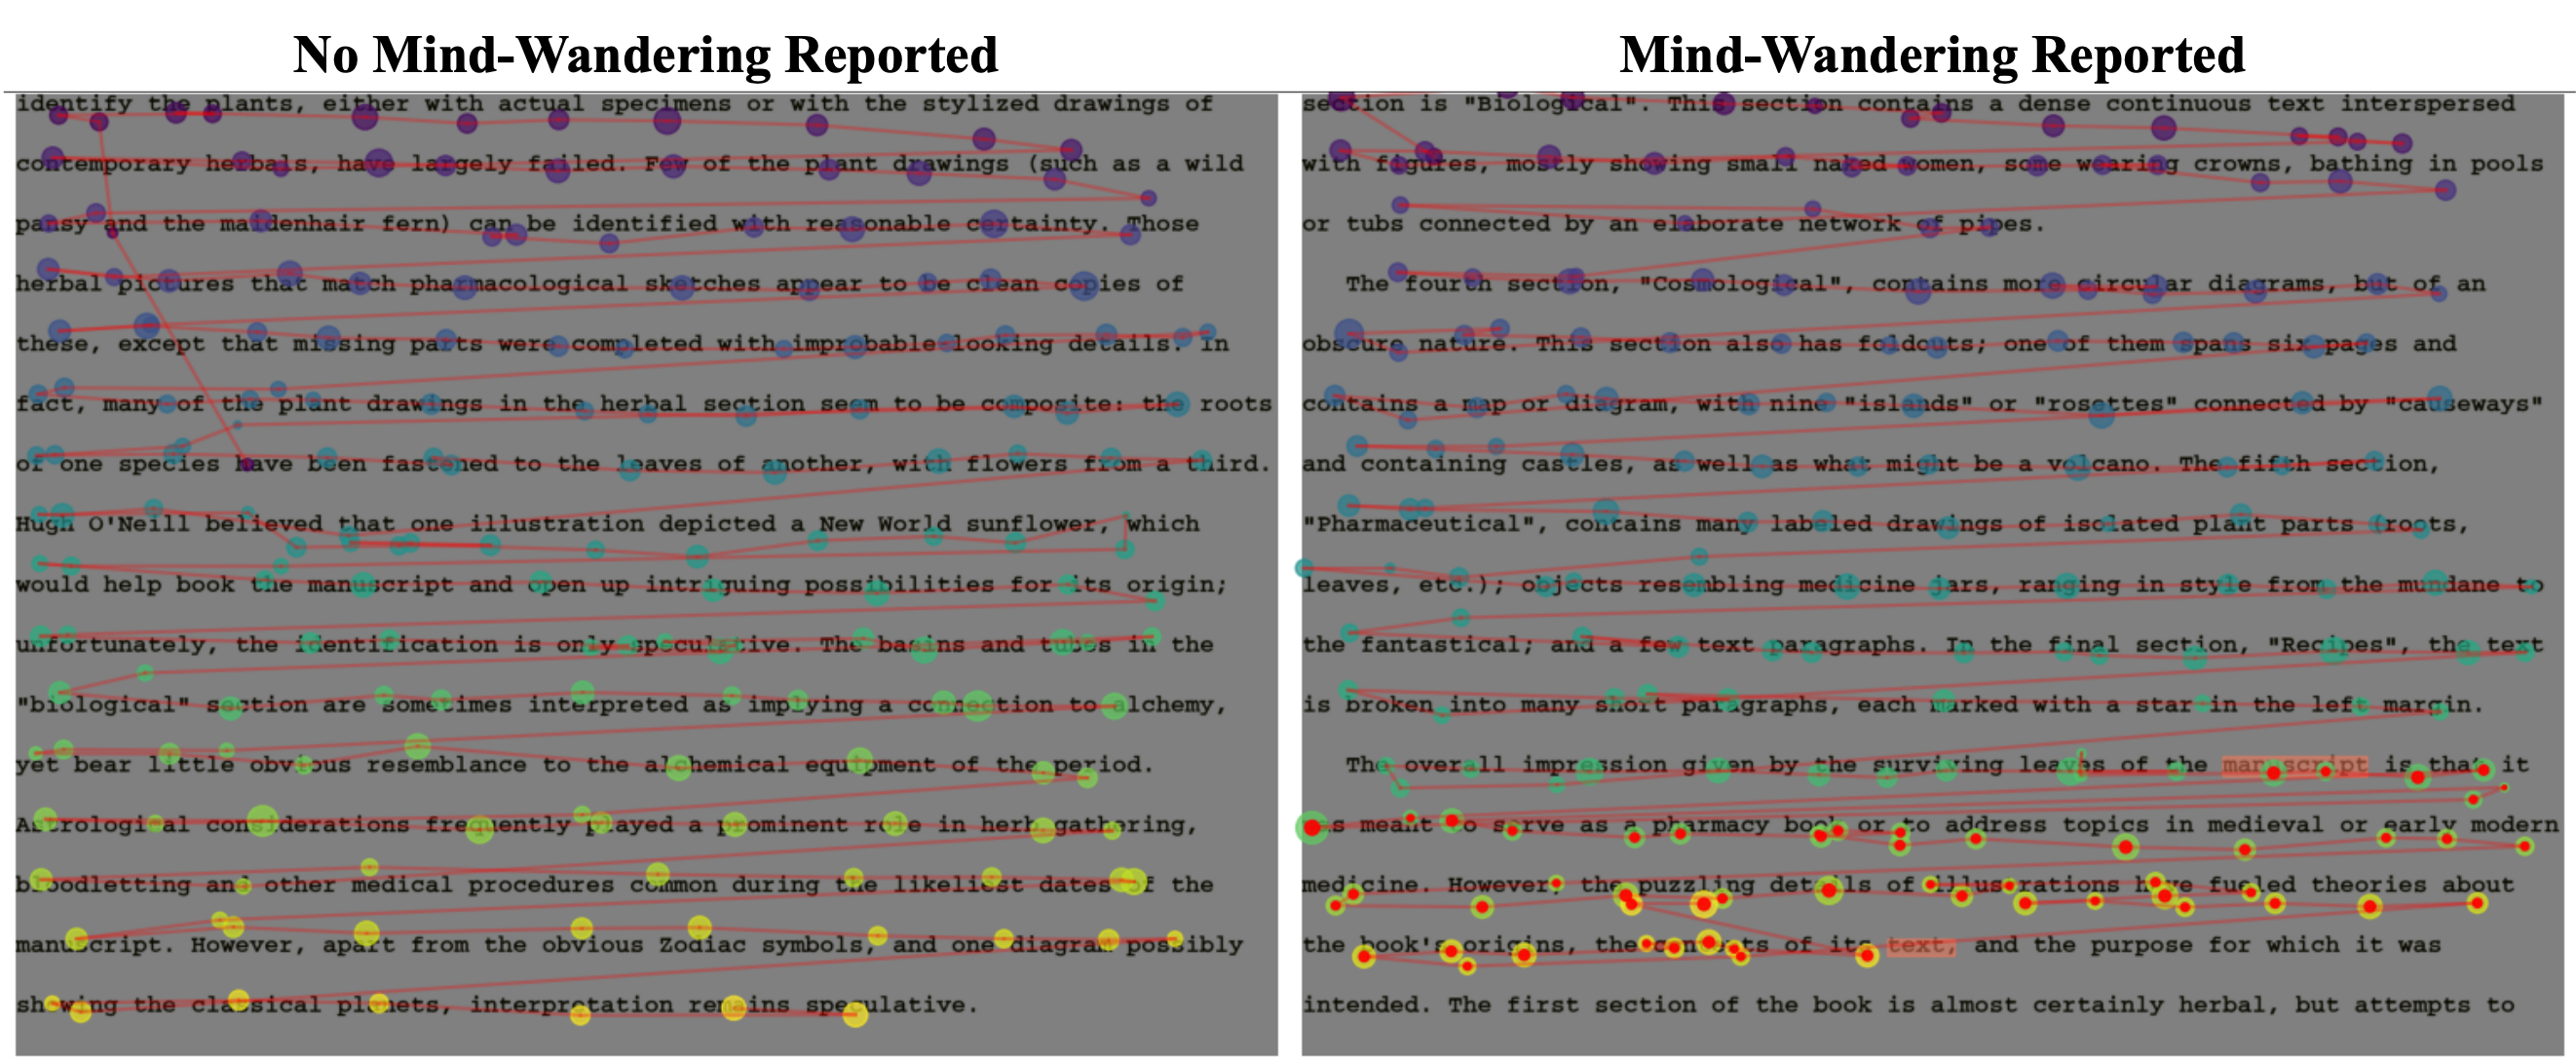 No Mind-Wandering Reported
identify the plants, either with actual specimens or with the stylized drawings of
contemporary herbals, have largely failed. Few of the plant drawings (such as a wild
pansy and the maidenhair fern) can be identified with reasonable certainty. Those
herbal pictures that match pharmacological sketches appear to be clean copies of
these, except that missing parts were completed with improbable-looking details. In
fact, many of the plant drawings in the herbal section seem to be composite: the roots
of one species have been fastened to the leaves of another, with flowers from a third.
Hugh O'Neill believed that one illustration depicted a New World sunflower, which
would help book the manuscript and open up intriguing possibilities for its origin;
unfortunately, the identification is only speculative. The basins and tubes in the
"biological" section are sometimes interpreted as implying a connection to alchemy,
yet bear little obvious resemblance to the alchemical equipment of the period.
Astrological considerations frequently played a prominent role in herb gathering,
bloodletting and other medical procedures common during the likeliest dates of the
manuscript. However, apart from the obvious Zodiac symbols, and one diagram possibly
showing the classical planets, interpretation remains speculative.
Mind-Wandering Reported
section is "Biological". This section contains a dense continuous text interspersed
with figures, mostly showing small naked women, some wearing crowns, bathing in pools
or tubs connected by an elaborate network of pipes.
The fourth section, "Cosmological", contains more circular diagrams, but of an
obscure nature. This section also has foldouts; one of them spans six pages and
contains a map or diagram, with nine "islands" or "rosettes" connected by "causeways"
and containing castles, as well as what might be a volcano. The fifth section,
"Pharmaceutical", contains many labeled drawings of isolated plant parts (roots,
leaves, etc.); objects resembling medicine jars, ranging in style from the mundane to
the fantastical; and a few text paragraphs. In the final section, "Recipes", the text
is broken into many short paragraphs, each marked with a star in the left margin.
The overall impression given by the surviving leaves of the manuscript is that it
was meant to serve as a pharmacy book or to address topics in medieval or early modern
medicine. However, the puzzling details of illustrations have fueled theories about
the book's origins, the contents of its text, and the purpose for which it was
intended. The first section of the book is almost certainly herbal, but attempts to